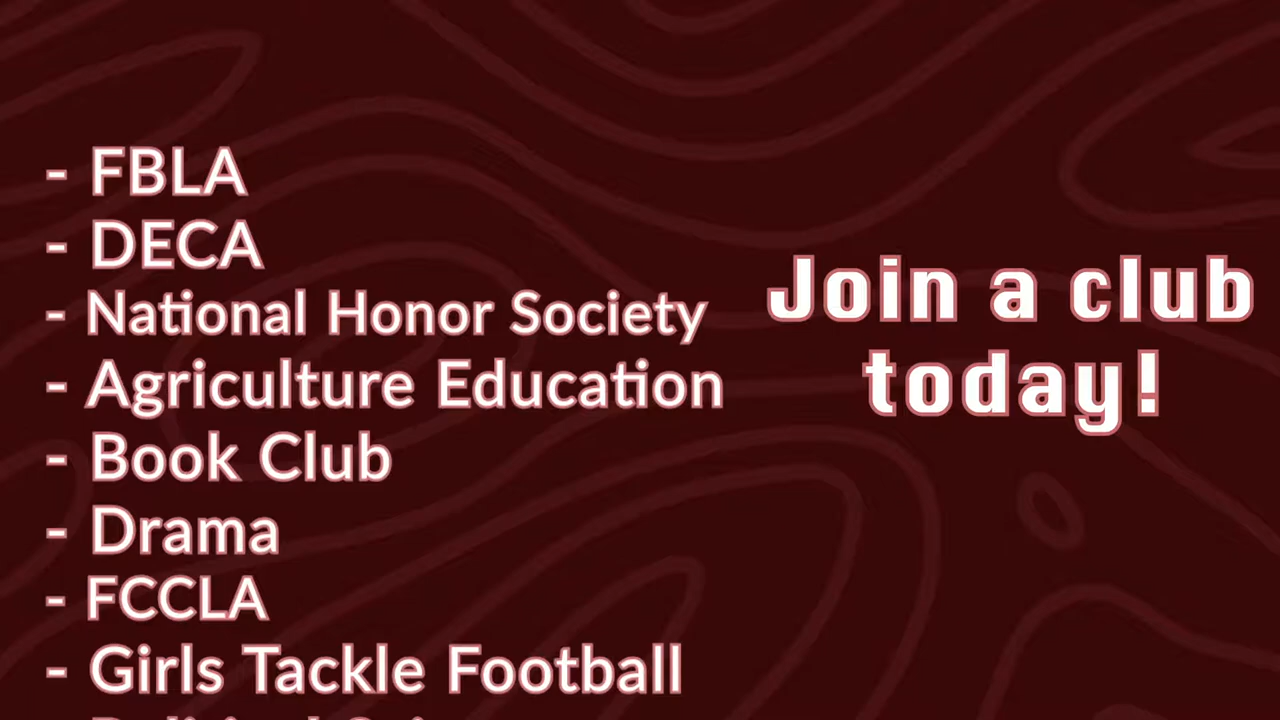 - FBLA
- DECA
- National Honor Society
- Agriculture Education
- Book Club
- Drama
- FCCLA
- Girls Tackle Football
Join a club
today!